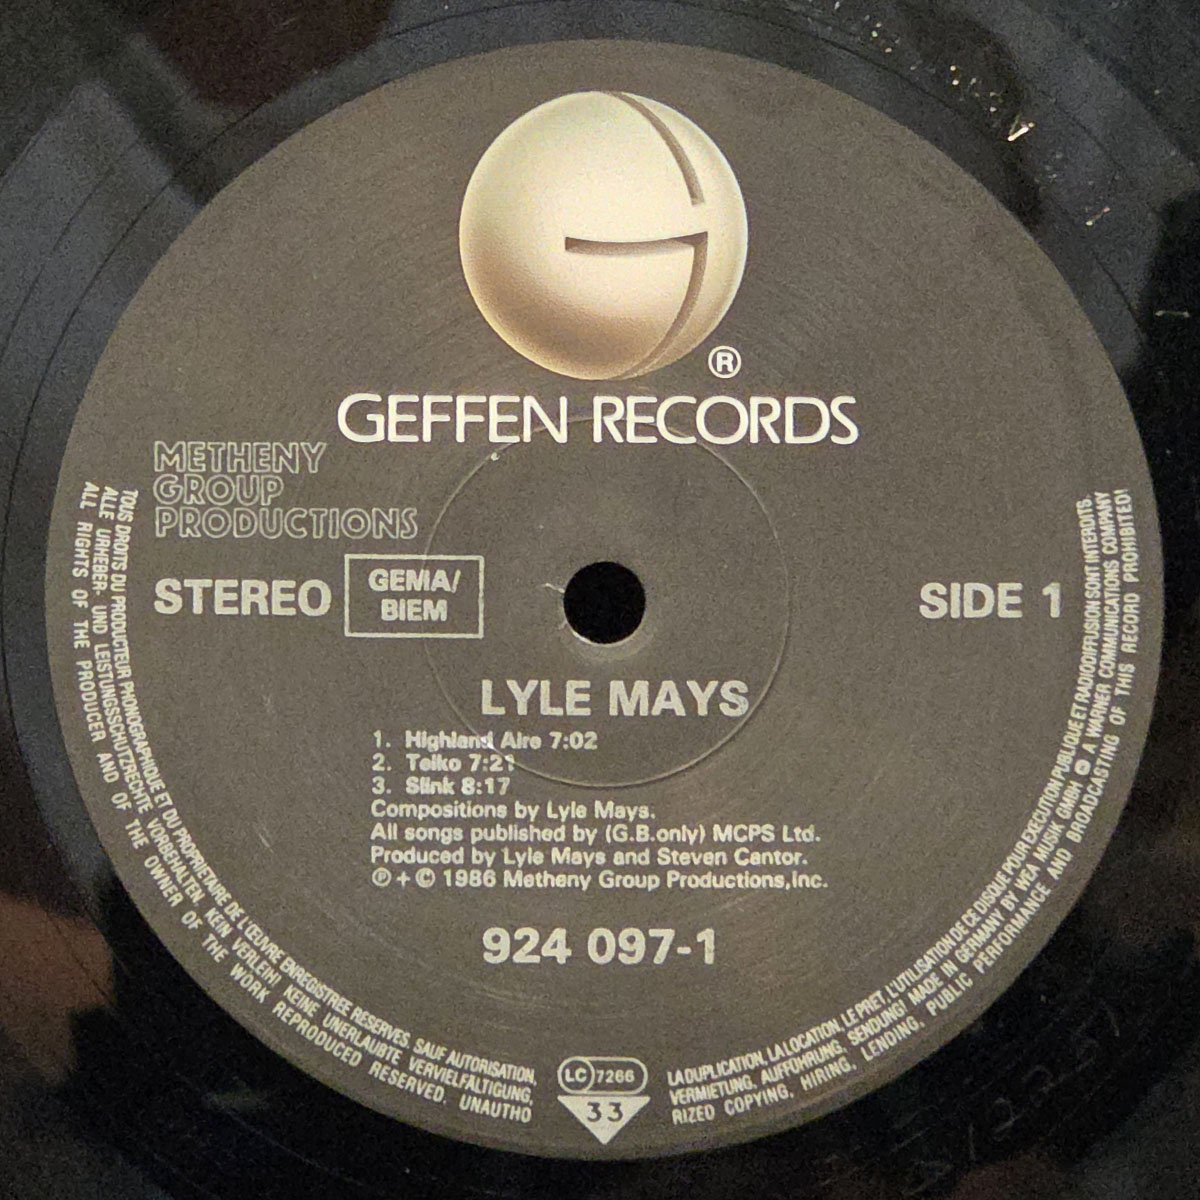 ®
GEFFEN RECORDS
METHENY
GROUP
PRODUCTIONS
STEREO
GEMA/
BIEM
SIDE 1
LYLE MAYS
1. Highland Aire 7:02
2. Teiko 7:21
3. Slink 8:17
Compositions by Lyle Mays.
All songs published by (G.B.only) MCPS Ltd.
Produced by Lyle Mays and Steven Cantor.
℗ + © 1986 Metheny Group Productions,Inc.
924 097-1
LC 7266
33
TOUS DROITS DU PRODUCTEUR PHONOGRAPHIQUE ET DU PROPRIETAIRE DE L'ŒUVRE ENREGISTREE RESERVES. SAUF AUTORISATION,
LA DUPLICATION, LA LOCATION, LE PRET, L'UTILISATION DE CE DISQUE POUR EXECUTION PUBLIQUE ET RADIODIFFUSION SONT INTERDITS.
ALLE URHEBER- UND LEISTUNGSSCHUTZRECHTE VORBEHALTEN. KEIN VERLEIH! KEINE UNERLAUBTE VERVIELFÄLTIGUNG,
VERMIETUNG, AUFFÜHRUNG, SENDUNG! MADE IN GERMANY BY WEA MUSIK GMBH A WARNER COMMUNICATIONS COMPANY
ALL RIGHTS OF THE PRODUCER AND OF THE OWNER OF THE WORK REPRODUCED RESERVED. UNAUTHO
RIZED COPYING, HIRING, LENDING, PUBLIC PERFORMANCE AND BROADCASTING OF THIS RECORD PROHIBITED!